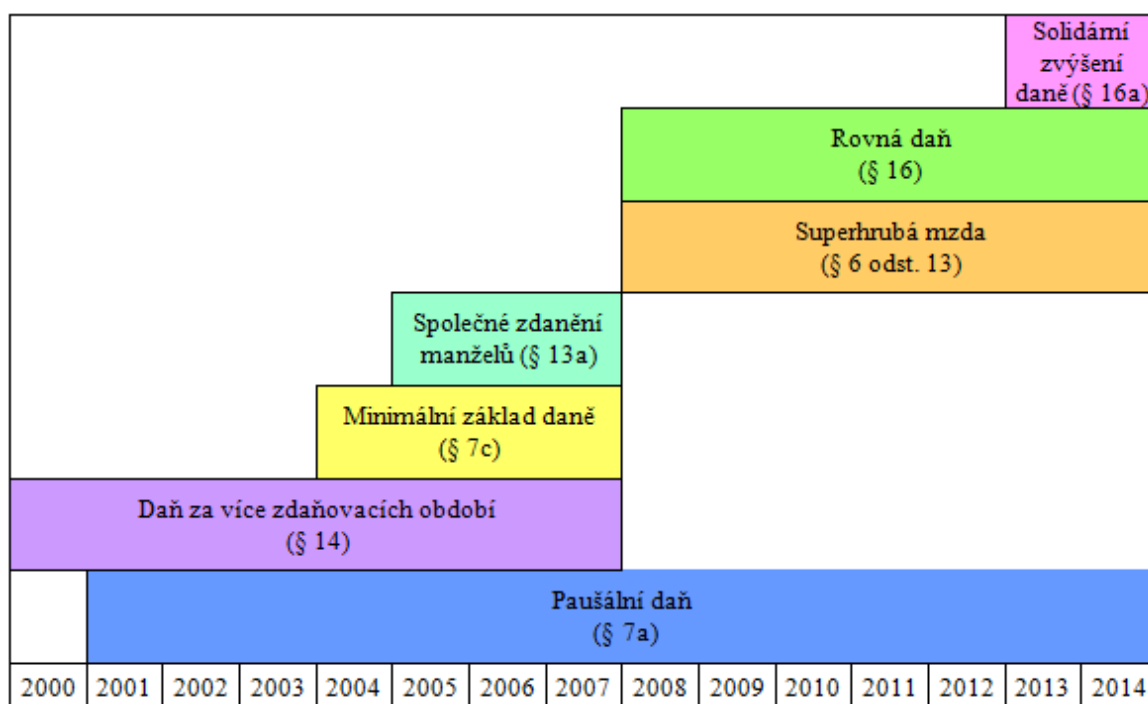 Solidární
zvýšení
daně (§ 16a)
Rovná daň
(§ 16)
Superhrubá mzda
(§ 6 odst. 13)
Společné zdanění
manželů (§ 13a)
Minimální základ daně
(§ 7c)
Daň za více zdaňovacích období
(§ 14)
Paušální daň
(§ 7a)
2000 2001 2002 2003 2004 2005 2006 2007 2008 2009 2010 2011 2012 2013 2014